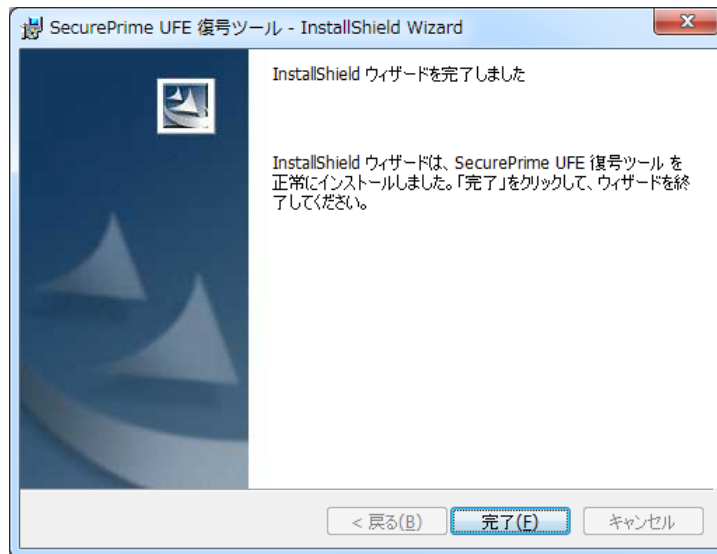 SecurePrime UFE 復号ツール - InstallShield Wizard
InstallShield ウィザードを完了しました
InstallShield ウィザードは、SecurePrime UFE 復号ツール を
正常にインストールしました。「完了」をクリックして、ウィザードを終
了してください。
< 戻る(B)
完了(F)
キャンセル